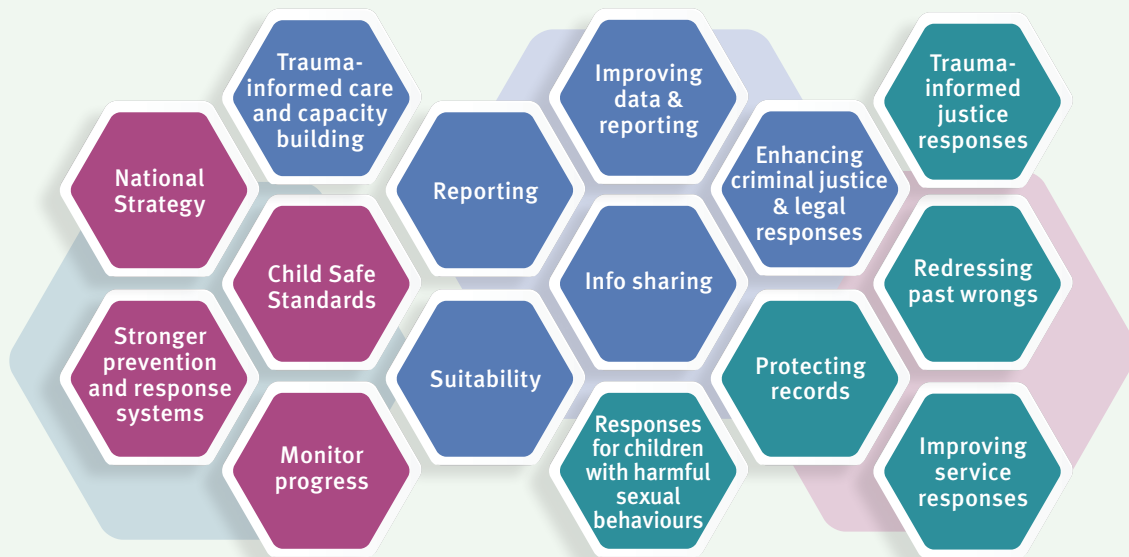 Trauma-
informed care
and capacity
building
Improving
data &
reporting
Trauma-
informed
justice
responses
National
Strategy
Reporting
Enhancing
criminal justice
& legal
responses
Child Safe
Standards
Info sharing
Redressing
past wrongs
Stronger
prevention
and response
systems
Suitability
Protecting
records
Monitor
progress
Responses
for children
with harmful
sexual
behaviours
Improving
service
responses